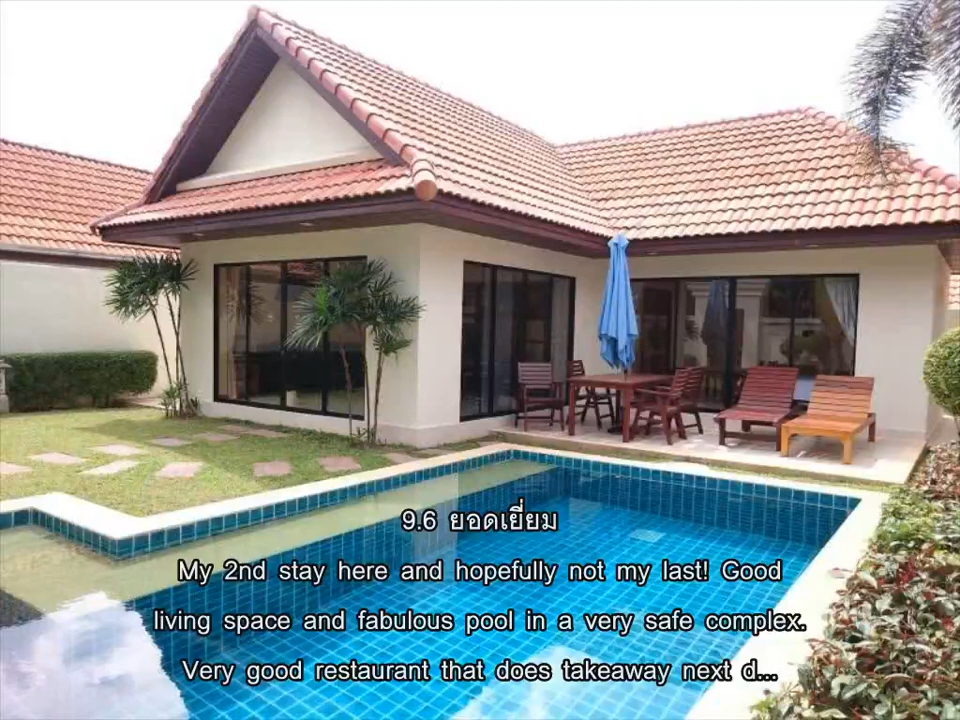 9.6 ยอดเยี่ยม
My 2nd stay here and hopefully not my last! Good
living space and fabulous pool in a very safe complex.
Very good restaurant that does takeaway next d...